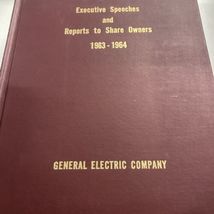 Executive Speeches
and
Reports to Share Owners
1963-1964
GENERAL ELECTRIC COMPANY